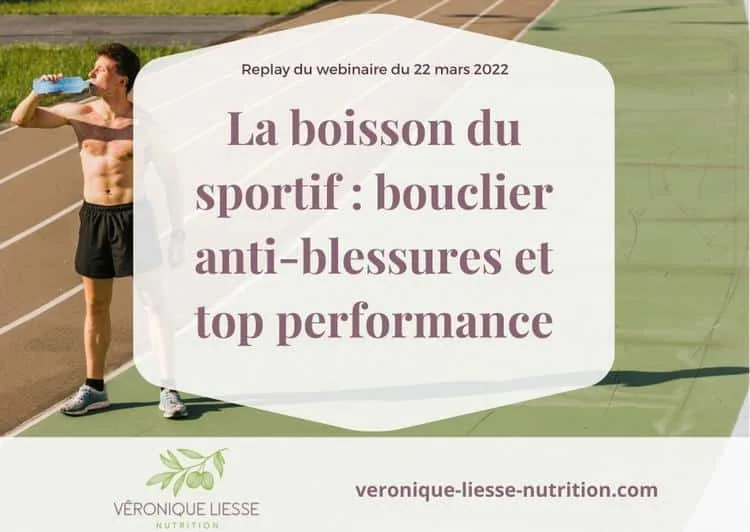 Replay du webinaire du 22 mars 2022
La boisson du
sportif : bouclier
anti-blessures et
top performance
VÉRONIQUE LIESSE
NUTRITION
veronique-liesse-nutrition.com